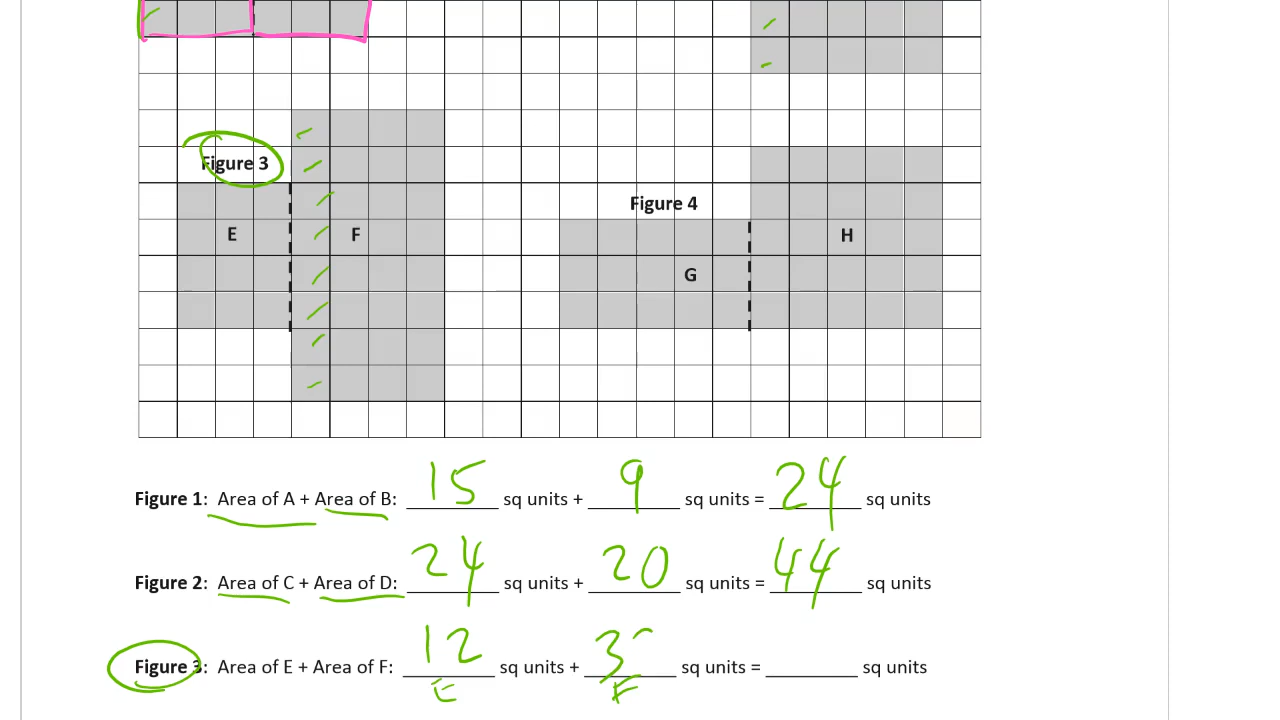 Figure 3
Figure 4
E
F
H
G
Figure 1: Area of A + Area of B: 15 sq units + 9 sq units = 24 sq units
Figure 2: Area of C + Area of D: 24 sq units + 20 sq units = 44 sq units
Figure 3: Area of E + Area of F: 12 sq units + 3 sq units = sq units
E F